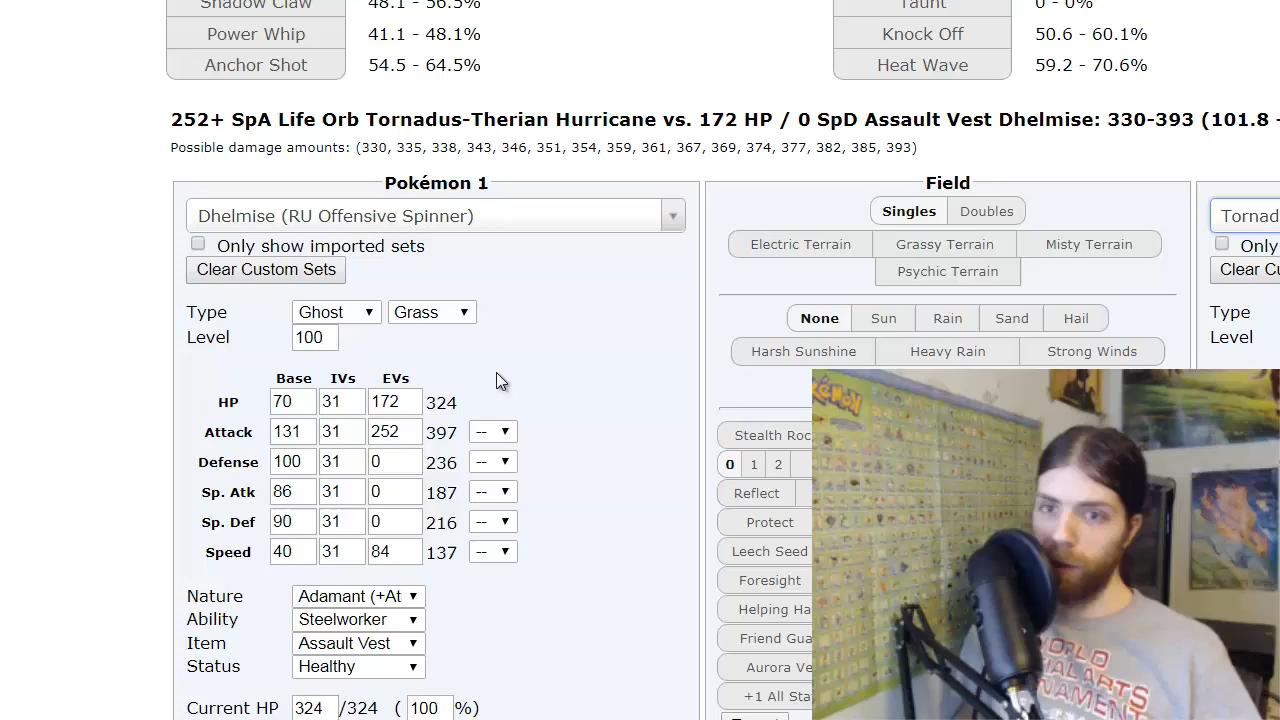 Shadow Claw 48.1 - 56.5% Taunt 0 - 0%
Power Whip 41.1 - 48.1% Knock Off 50.6 - 60.1%
Anchor Shot 54.5 - 64.5% Heat Wave 59.2 - 70.6%
252+ SpA Life Orb Tornadus-Therian Hurricane vs. 172 HP / 0 SpD Assault Vest Dhelmise: 330-393 (101.8 -
Possible damage amounts: (330, 335, 338, 343, 346, 351, 354, 359, 361, 367, 369, 374, 377, 382, 385, 393)
Pokémon 1
Dhelmise (RU Offensive Spinner)
Only show imported sets
Clear Custom Sets
Type Ghost Grass
Level 100
Base IVs EVs
HP 70 31 172 324
Attack 131 31 252 397 --
Defense 100 31 0 236 --
Sp. Atk 86 31 0 187 --
Sp. Def 90 31 0 216 --
Speed 40 31 84 137 --
Nature Adamant (+At
Ability Steelworker
Item Assault Vest
Status Healthy
Current HP 324 /324 ( 100 %)
Field
Singles Doubles
Electric Terrain Grassy Terrain Misty Terrain
Psychic Terrain
None Sun Rain Sand Hail
Harsh Sunshine Heavy Rain Strong Winds
Stealth Roc
0 1 2
Reflect
Protect
Leech Seed
Foresight
Helping Ha
Friend Gua
Aurora Ve
+1 All Sta
Tornad
Only
Clear C
Type
Level